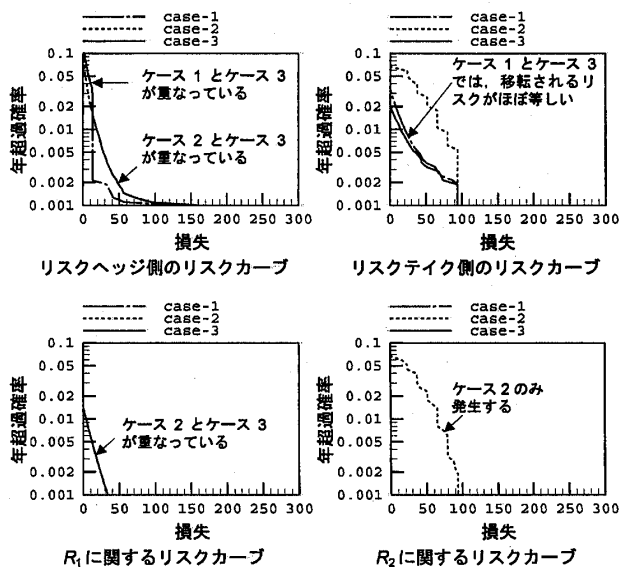 case-1
case-2
case-3
年超過確率
0.1
0.05
0.02
0.01
0.005
0.002
0.001
ケース 1 とケース 3
が重なっている
ケース 2 とケース 3
が重なっている
0 50 100 150 200 250 300
損失
リスクヘッジ側のリスクカーブ
case-1
case-2
case-3
年超過確率
0.1
0.05
0.02
0.01
0.005
0.002
0.001
ケース 1 とケース 3
では，移転されるリ
スクがほぼ等しい
0 50 100 150 200 250 300
損失
リスクテイク側のリスクカーブ
case-1
case-2
case-3
年超過確率
0.1
0.05
0.02
0.01
0.005
0.002
0.001
ケース 2 とケース 3
が重なっている
0 50 100 150 200 250 300
損失
R1に関するリスクカーブ
case-1
case-2
case-3
年超過確率
0.1
0.05
0.02
0.01
0.005
0.002
0.001
ケース 2 のみ
発生する
0 50 100 150 200 250 300
損失
R2に関するリスクカーブ